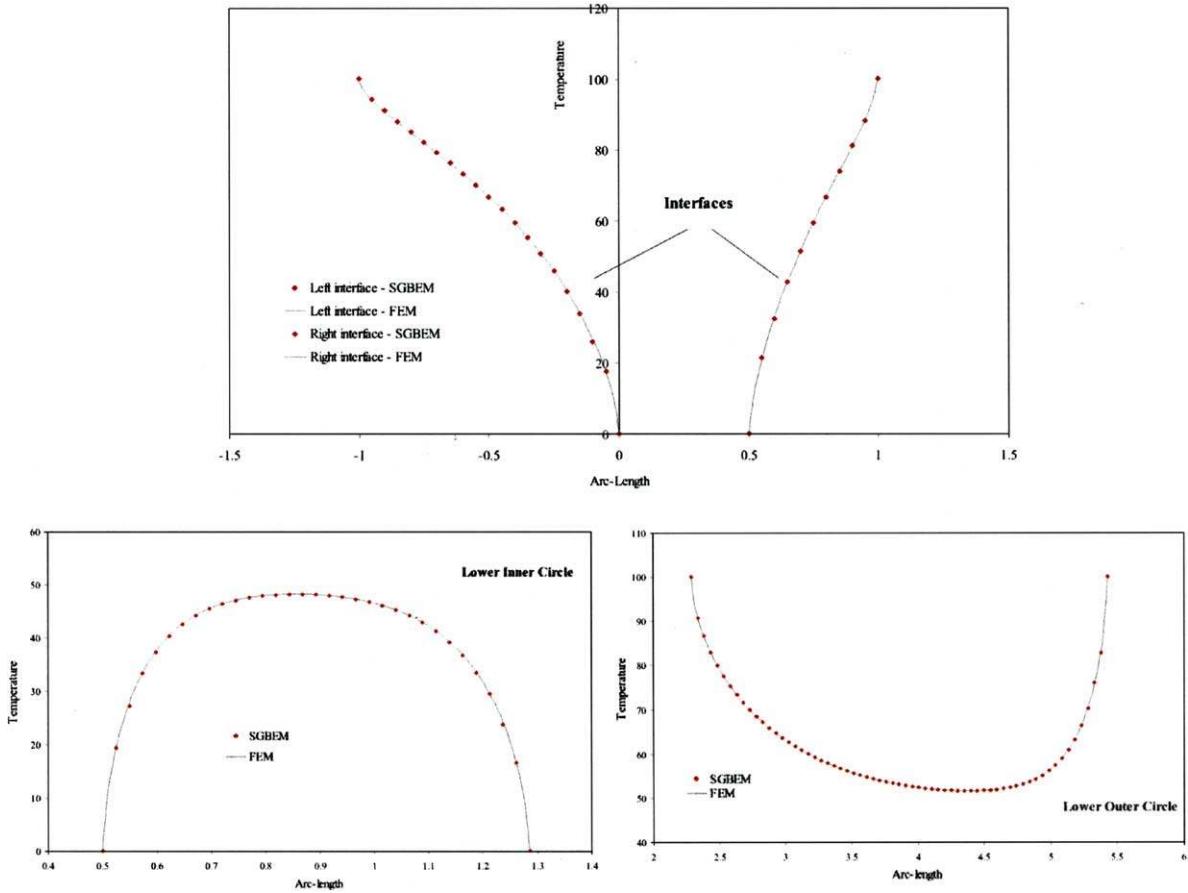 120
100
80
60
40
20
0
Temperature
Interfaces
Left interface - SGBEM
Left interface - FEM
Right interface - SGBEM
Right interface - FEM
-1.5
-1
-0.5
0
0.5
1
1.5
Arc-Length
60
50
40
30
20
10
0
Temperature
Lower Inner Circle
SGBEM
FEM
0.4
0.5
0.6
0.7
0.8
0.9
1
1.1
1.2
1.3
1.4
Arc-length
110
100
90
80
70
60
50
40
Temperature
SGBEM
FEM
Lower Outer Circle
2
2.5
3
3.5
4
4.5
5
5.5
6
Arc-length